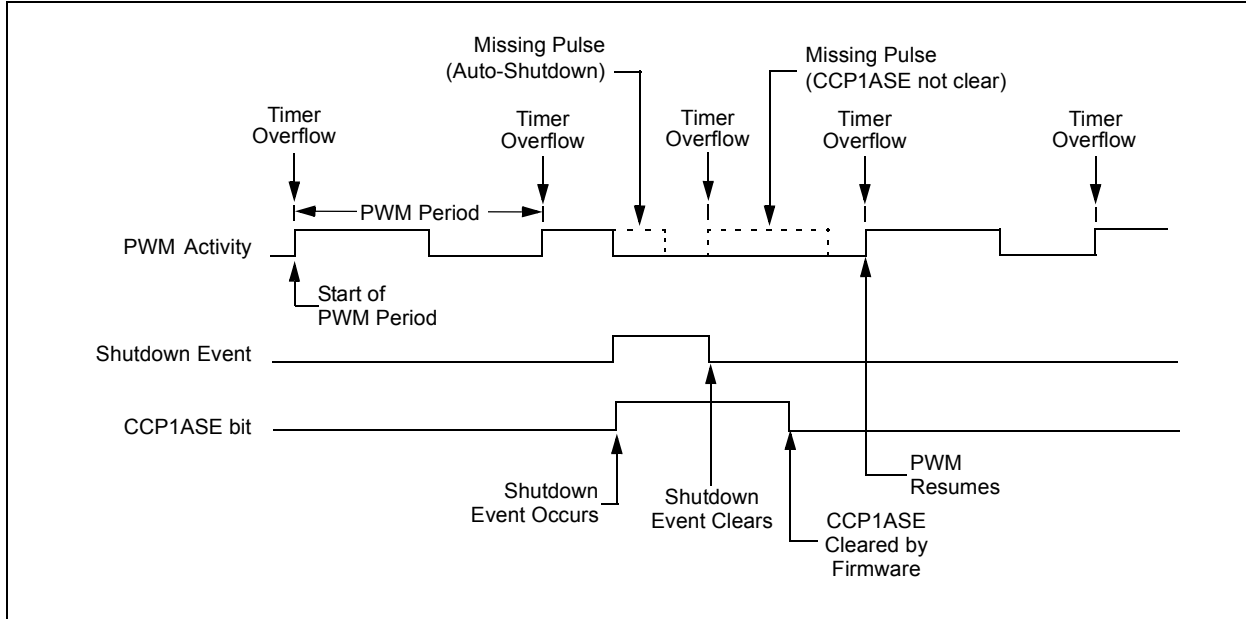 Missing Pulse
(Auto-Shutdown)
Missing Pulse
(CCP1ASE not clear)
Timer
Overflow
Timer
Overflow
Timer
Overflow
Timer
Overflow
Timer
Overflow
PWM Period
PWM Activity
Start of
PWM Period
Shutdown Event
CCP1ASE bit
Shutdown
Event Occurs
Shutdown
Event Clears
CCP1ASE
Cleared by
Firmware
PWM
Resumes